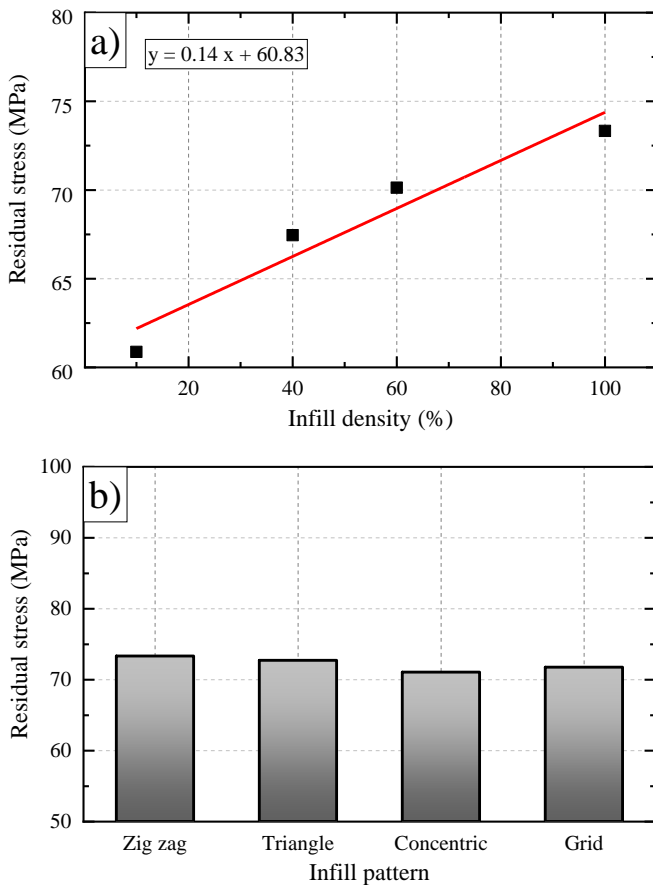 a)
y = 0.14 x + 60.83
80
75
70
65
60
Residual stress (MPa)
20 40 60 80 100
Infill density (%)
b)
100
90
80
70
60
50
Residual stress (MPa)
Zig zag Triangle Concentric Grid
Infill pattern